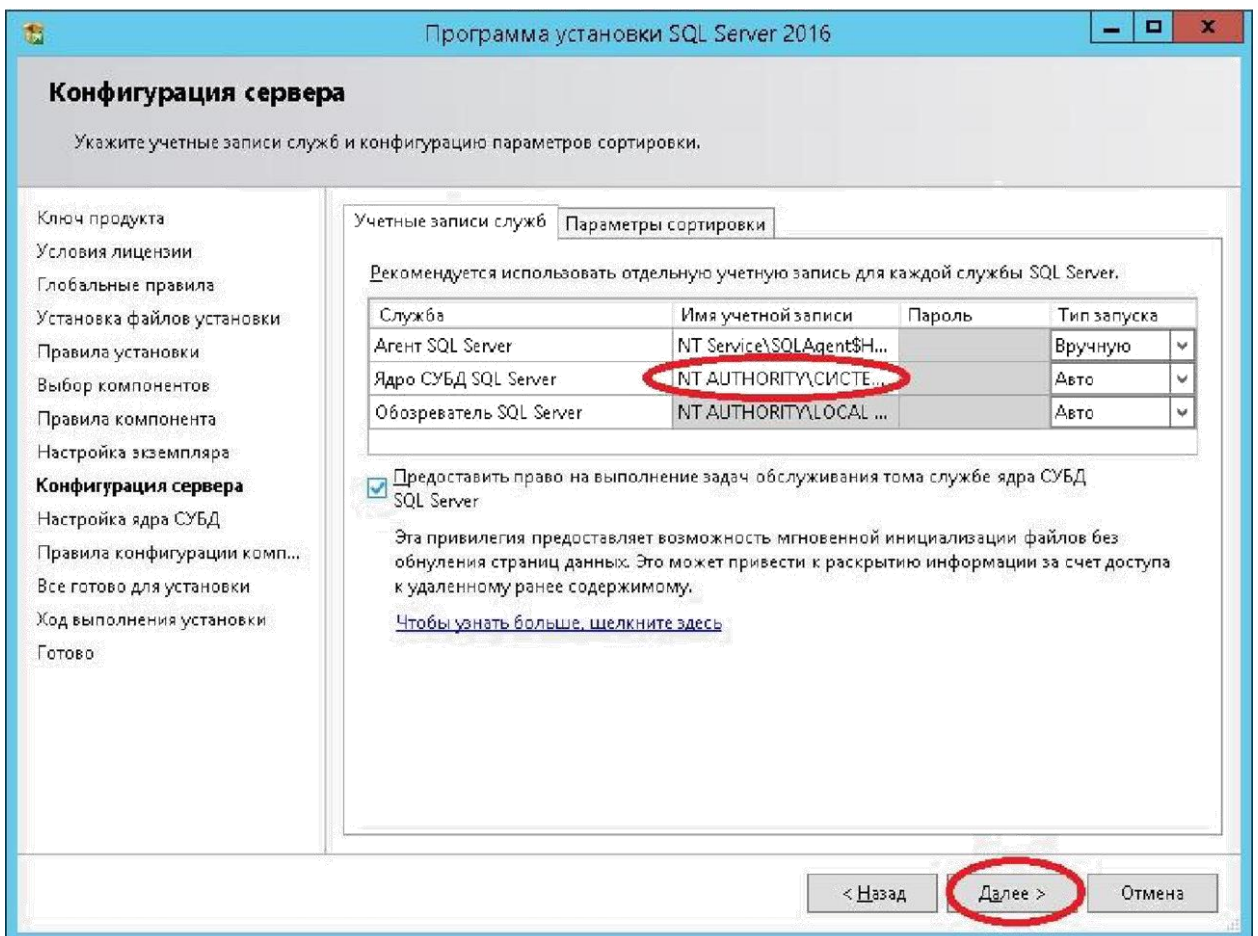 Программа установки SQL Server 2016
Конфигурация сервера
Укажите учетные записи служб и конфигурацию параметров сортировки.
Ключ продукта
Условия лицензии
Глобальные правила
Установка файлов установки
Правила установки
Выбор компонентов
Правила компонента
Настройка экземпляра
Конфигурация сервера
Настройка ядра СУБД
Правила конфигурации комп...
Все готово для установки
Ход выполнения установки
Готово
Учетные записи служб Параметры сортировки
Рекомендуется использовать отдельную учетную запись для каждой службы SQL Server.
Служба Имя учетной записи Пароль Тип запуска
Агент SQL Server NT Service\SQLAgent$H... Вручную
Ядро СУБД SQL Server NT AUTHORITY\СИСТЕ... Авто
Обозреватель SQL Server NT AUTHORITY\LOCAL ... Авто
Предоставить право на выполнение задач обслуживания тома службе ядра СУБД
SQL Server
Эта привилегия предоставляет возможность мгновенной инициализации файлов без
обнуления страниц данных. Это может привести к раскрытию информации за счет доступа
к удаленному ранее содержимому.
Чтобы узнать больше, щелкните здесь
< Назад Далее > Отмена